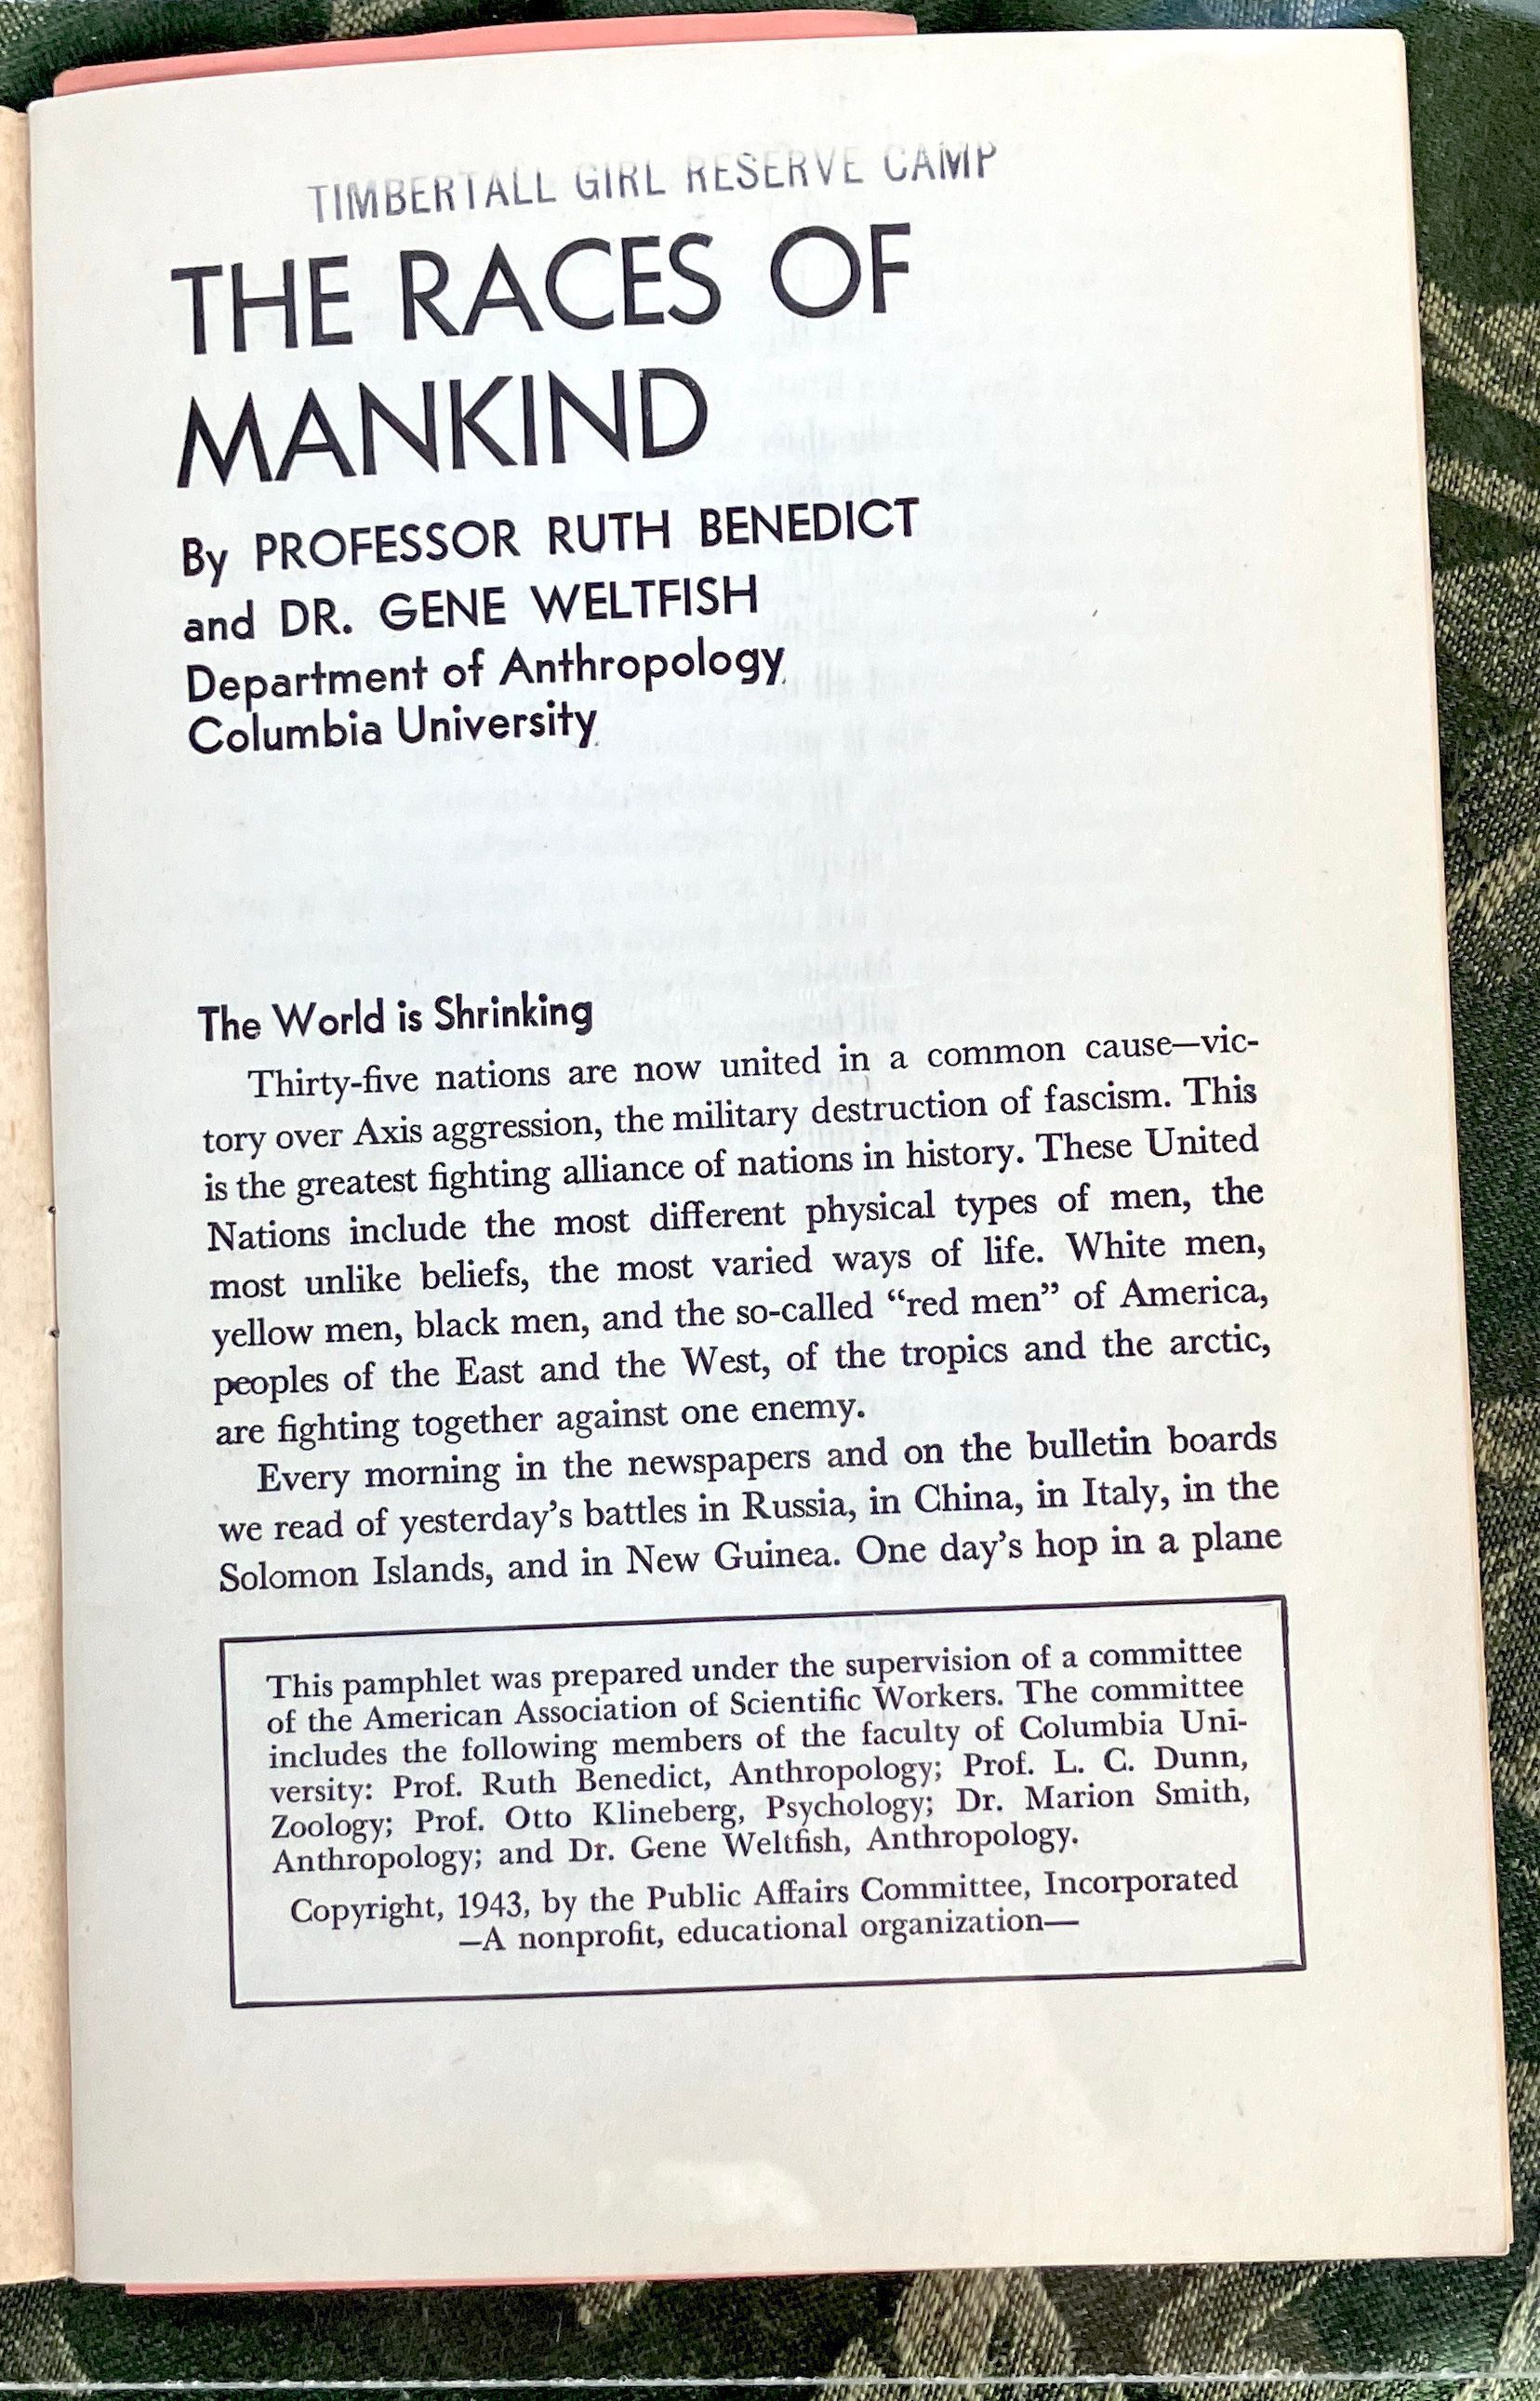 TIMBERTALL GIRL RESERVE CAMP
THE RACES OF
MANKIND
By PROFESSOR RUTH BENEDICT
and DR. GENE WELTFISH
Department of Anthropology
Columbia University
The World is Shrinking
Thirty-five nations are now united in a common cause—vic-
tory over Axis aggression, the military destruction of fascism. This
is the greatest fighting alliance of nations in history. These United
Nations include the most different physical types of men, the
most unlike beliefs, the most varied ways of life. White men,
yellow men, black men, and the so-called “red men” of America,
peoples of the East and the West, of the tropics and the arctic,
are fighting together against one enemy.
Every morning in the newspapers and on the bulletin boards
we read of yesterday’s battles in Russia, in China, in Italy, in the
Solomon Islands, and in New Guinea. One day’s hop in a plane
This pamphlet was prepared under the supervision of a committee
of the American Association of Scientific Workers. The committee
includes the following members of the faculty of Columbia Uni-
versity: Prof. Ruth Benedict, Anthropology; Prof. L. C. Dunn,
Zoology; Prof. Otto Klineberg, Psychology; Dr. Marion Smith,
Anthropology; and Dr. Gene Weltfish, Anthropology.
Copyright, 1943, by the Public Affairs Committee, Incorporated
—A nonprofit, educational organization—